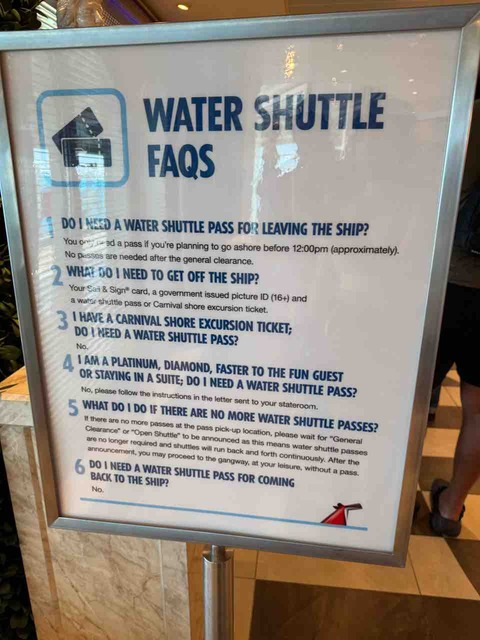 WATER SHUTTLE
FAQS
1 DO I NEED A WATER SHUTTLE PASS FOR LEAVING THE SHIP?
You only need a pass if you're planning to go ashore before 12:00pm (approximately).
No passes are needed after the general clearance.
2 WHAT DO I NEED TO GET OFF THE SHIP?
Your Sail & Sign® card, a government issued picture ID (16+) and
a water shuttle pass or Carnival shore excursion ticket.
3 I HAVE A CARNIVAL SHORE EXCURSION TICKET;
DO I NEED A WATER SHUTTLE PASS?
No.
4 I AM A PLATINUM, DIAMOND, FASTER TO THE FUN GUEST
OR STAYING IN A SUITE; DO I NEED A WATER SHUTTLE PASS?
No, please follow the instructions in the letter sent to your stateroom.
5 WHAT DO I DO IF THERE ARE NO MORE WATER SHUTTLE PASSES?
If there are no more passes at the pass pick-up location, please wait for "General
Clearance" or "Open Shuttle" to be announced as this means water shuttle passes
are no longer required and shuttles will run back and forth continuously. After the
announcement, you may proceed to the gangway, at your leisure, without a pass.
6 DO I NEED A WATER SHUTTLE PASS FOR COMING
BACK TO THE SHIP?
No.